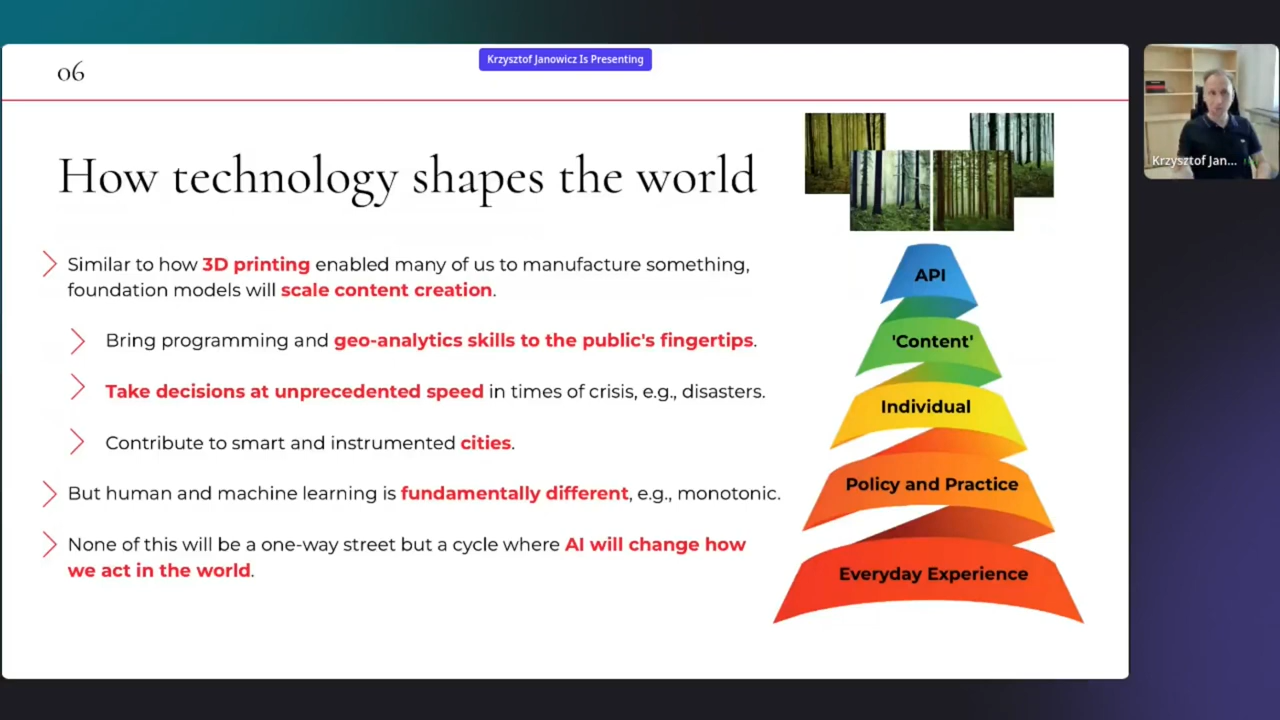 Krzysztof Janowicz Is Presenting
06
How technology shapes the world
Similar to how 3D printing enabled many of us to manufacture something,
foundation models will scale content creation.
Bring programming and geo-analytics skills to the public's fingertips.
Take decisions at unprecedented speed in times of crisis, e.g., disasters.
Contribute to smart and instrumented cities.
But human and machine learning is fundamentally different, e.g., monotonic.
None of this will be a one-way street but a cycle where AI will change how
we act in the world.
API
'Content'
Individual
Policy and Practice
Everyday Experience
Krzysztof Jan...